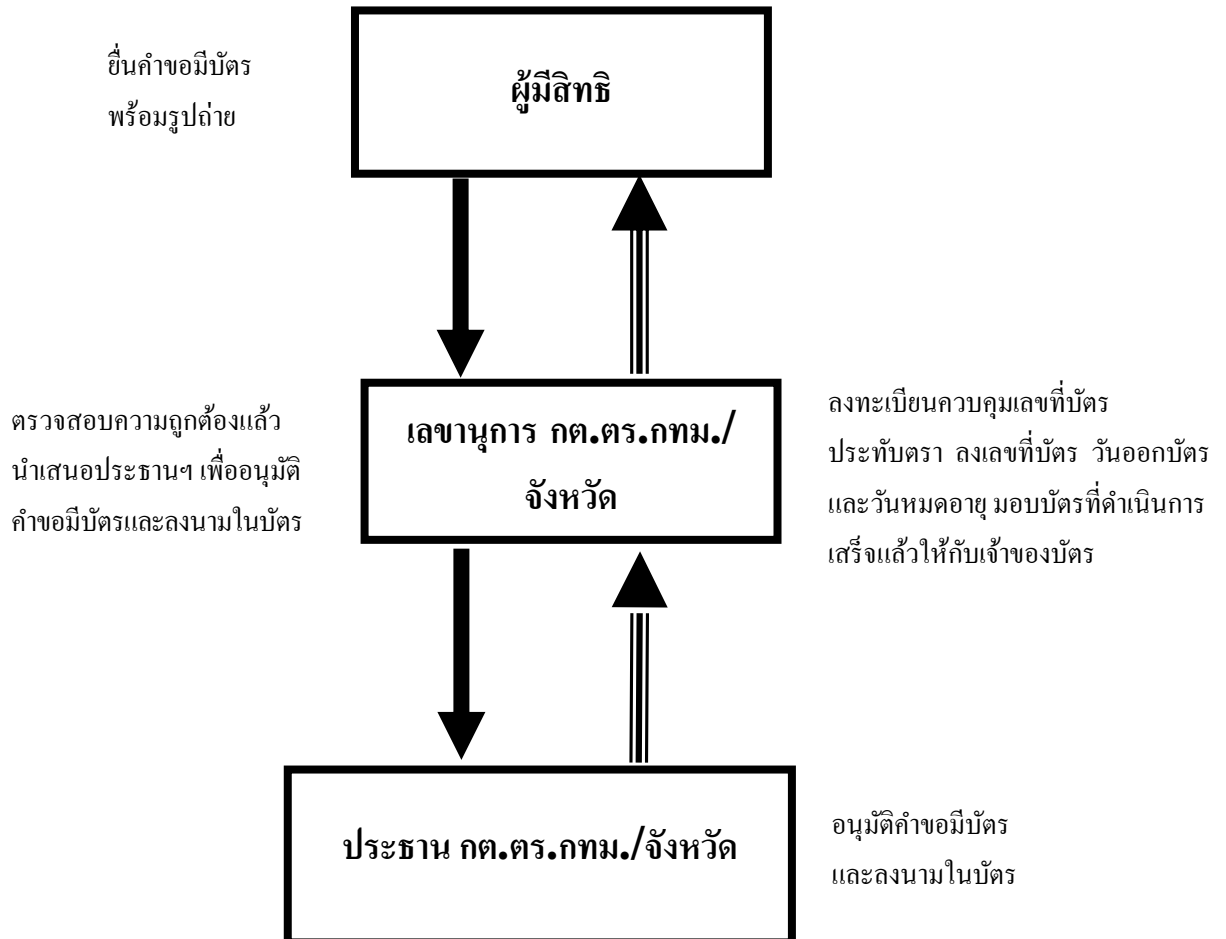 ยื่นคำขอมีบัตร
พร้อมรูปถ่าย
ผู้มีสิทธิ
ตรวจสอบความถูกต้องแล้ว
นำเสนอประธานฯ เพื่ออนุมัติ
คำขอมีบัตรและลงนามในบัตร
เลขานุการ กต.ตร.กทม./
จังหวัด
ลงทะเบียนควบคุมเลขที่บัตร
ประทับตรา ลงเลขที่บัตร วันออกบัตร
และวันหมดอายุ มอบบัตรที่ดำเนินการ
เสร็จแล้วให้กับเจ้าของบัตร
ประธาน กต.ตร.กทม./จังหวัด
อนุมัติคำขอมีบัตร
และลงนามในบัตร